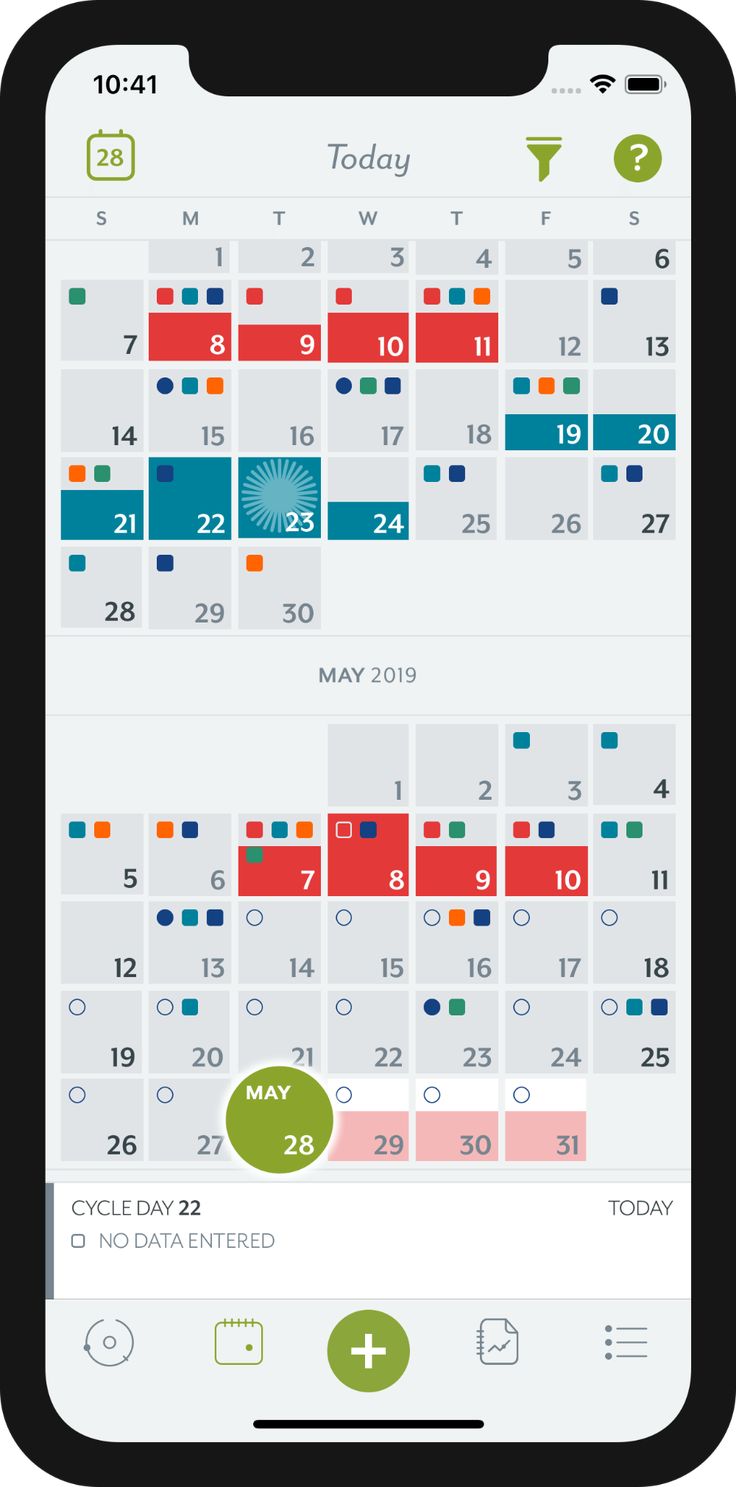 10:41
28 Today ?
S M T W T F S
1 2 3 4 5 6
7 8 9 10 11 12 13
14 15 16 17 18 19 20
21 22 23 24 25 26 27
28 29 30
MAY 2019
1 2 3 4
5 6 7 8 9 10 11
12 13 14 15 16 17 18
19 20 21 22 23 24 25
MAY
26 27 28 29 30 31
CYCLE DAY 22 TODAY
NO DATA ENTERED